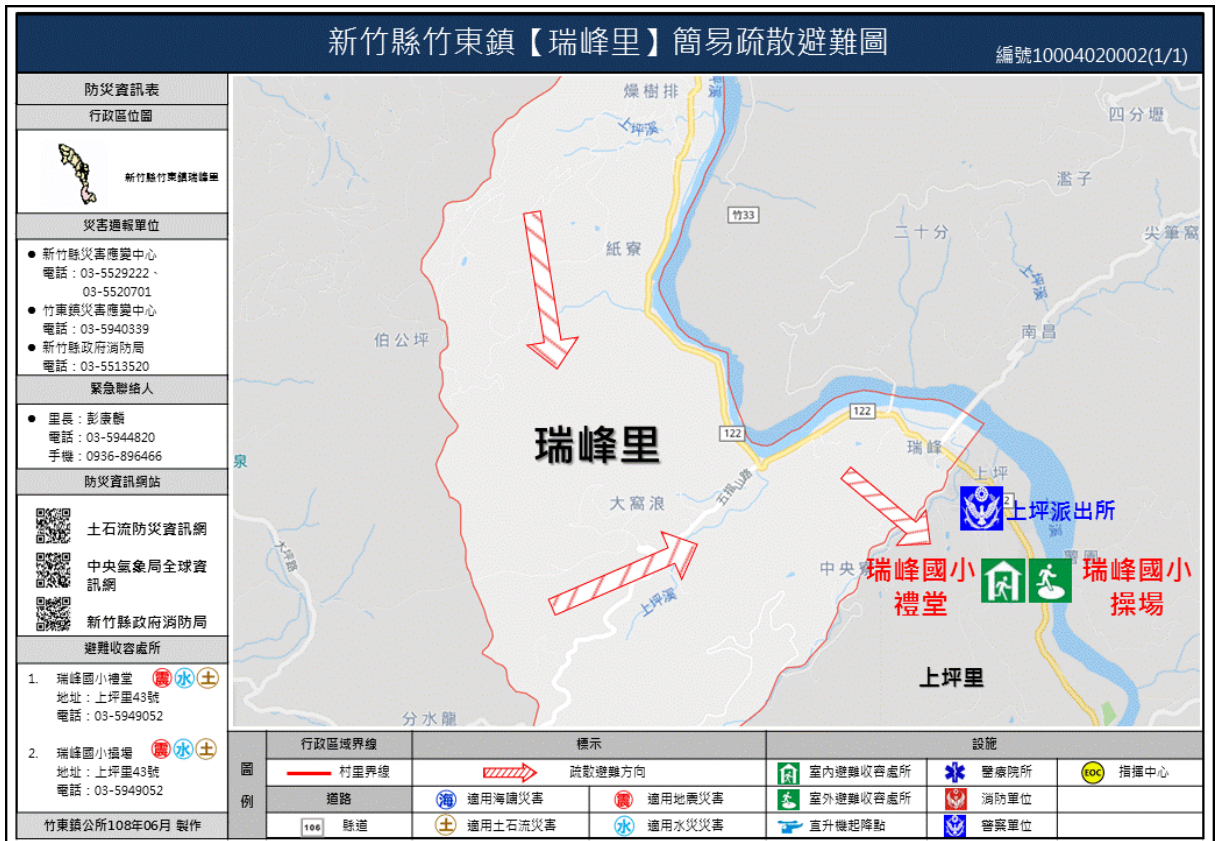 新竹縣竹東鎮【瑞峰里】簡易疏散避難圖
編號10004020002(1/1)
防災資訊表
行政區位圖
新竹縣竹東鎮瑞峰里
災害通報單位
● 新竹縣災害應變中心
電話：03-5529222、
03-5520701
● 竹東鎮災害應變中心
電話：03-5940339
● 新竹縣政府消防局
電話：03-5513520
緊急聯絡人
● 里長：彭康麟
電話：03-5944820
手機：0936-896466
防災資訊網站
土石流防災資訊網
中央氣象局全球資
訊網
新竹縣政府消防局
避難收容處所
1. 瑞峰國小禮堂 震 水 土
地址：上坪里43號
電話：03-5949052
2. 瑞峰國小操場 震 水 土
地址：上坪里43號
電話：03-5949052
竹東鎮公所108年06月 製作
燥樹排
上坪溪
上坪溪
四分壢
濫子
竹33
二十分
尖筆窩
紙寮
上坪溪
南昌
伯公坪
122
122
瑞峰里
瑞峰
泉
上坪
五指山路
大窩浪
2
上坪派出所
大坪路
溪
中央寮
瑞峰國小
禮堂
瑞峰國小
操場
上坪溪
上坪里
分水龍
圖例
行政區域界線
標示
設施
村里界線
疏散避難方向
室內避難收容處所
醫療院所
EOC 指揮中心
道路
海 適用海嘯災害
震 適用地震災害
室外避難收容處所
消防單位
106 縣道
土 適用土石流災害
水 適用水災災害
直升機起降點
警察單位